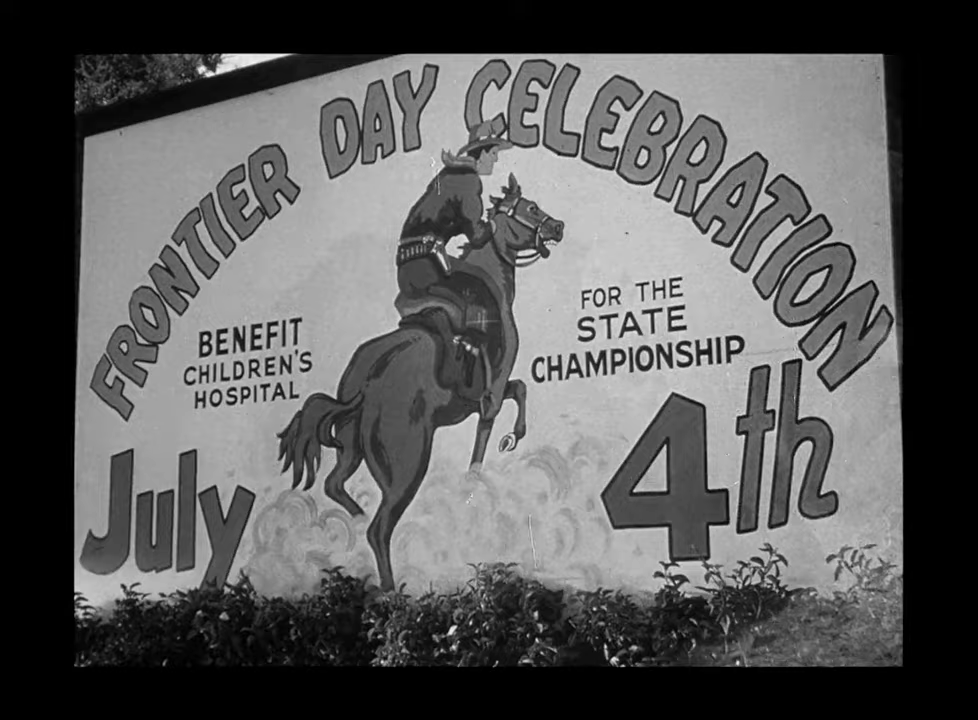 FRONTIER DAY CELEBRATION
BENEFIT
CHILDREN'S
HOSPITAL
FOR THE
STATE
CHAMPIONSHIP
July 4th